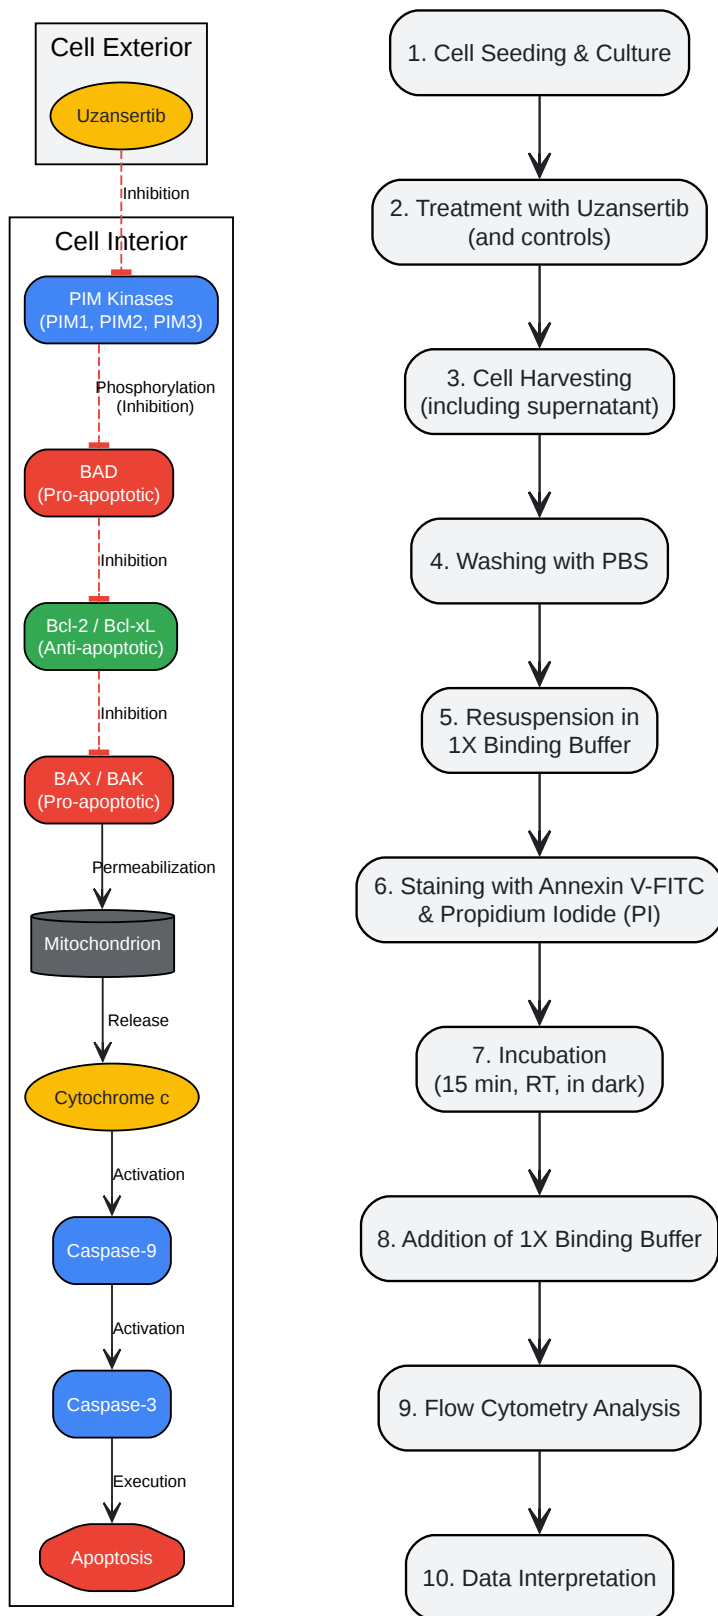 Cell Exterior
Uzansertib
Inhibition
Cell Interior
PIM Kinases
(PIM1, PIM2, PIM3)
Phosphorylation
(Inhibition)
BAD
(Pro-apoptotic)
Inhibition
Bcl-2 / Bcl-xL
(Anti-apoptotic)
Inhibition
BAX / BAK
(Pro-apoptotic)
Permeabilization
Mitochondrion
Release
Cytochrome c
Activation
Caspase-9
Activation
Caspase-3
Execution
Apoptosis
1. Cell Seeding & Culture
2. Treatment with Uzansertib
(and controls)
3. Cell Harvesting
(including supernatant)
4. Washing with PBS
5. Resuspension in
1X Binding Buffer
6. Staining with Annexin V-FITC
& Propidium Iodide (PI)
7. Incubation
(15 min, RT, in dark)
8. Addition of 1X Binding Buffer
9. Flow Cytometry Analysis
10. Data Interpretation